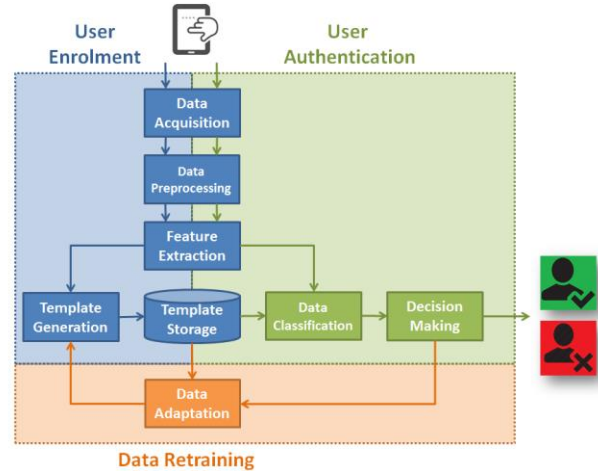 User
Enrolment
User
Authentication
Data
Acquisition
Data
Preprocessing
Feature
Extraction
Template
Generation
Template
Storage
Data
Classification
Decision
Making
Data
Adaptation
Data Retraining